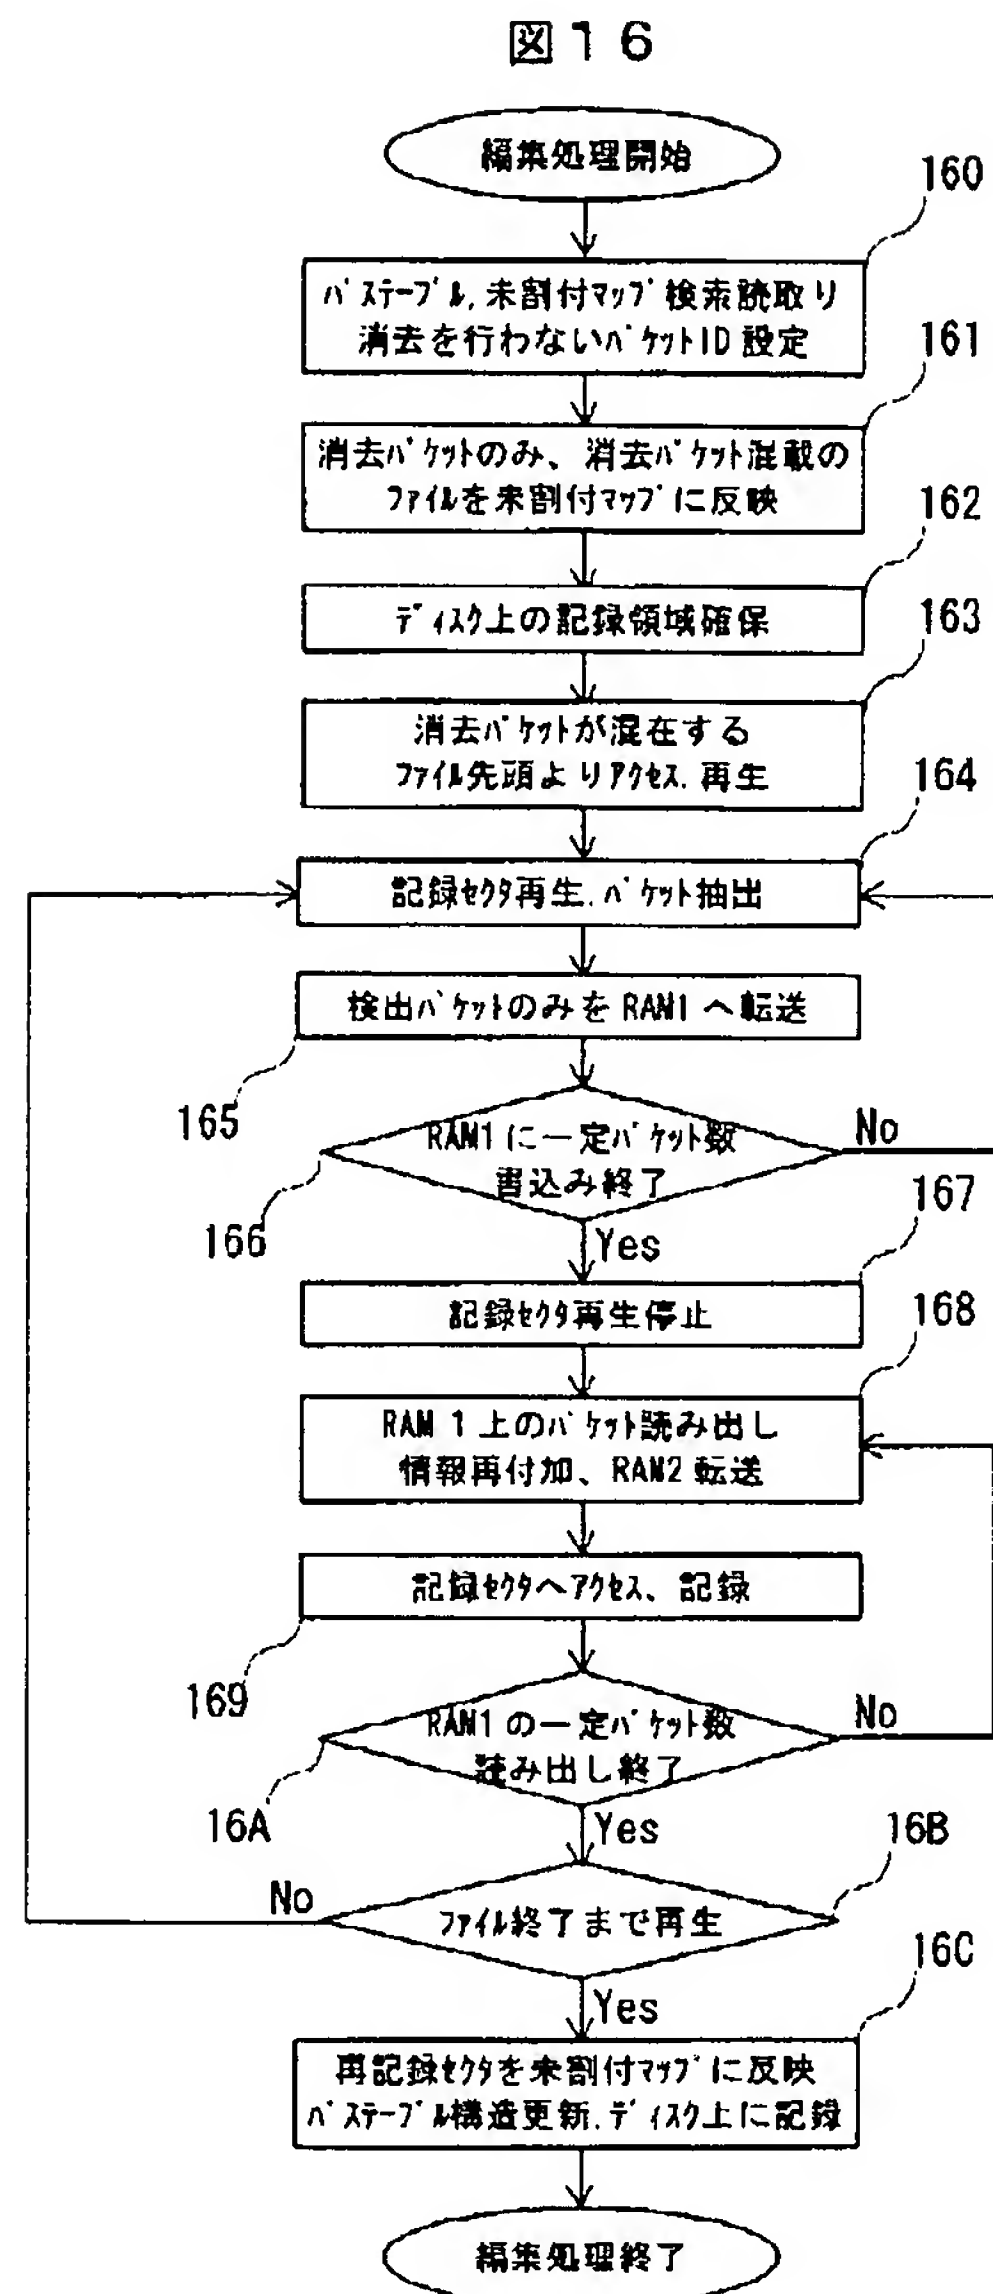 図16
編集処理開始
160
パステーブル,未割付マップ検索読取り
消去を行わないパケットID設定
161
消去パケットのみ、消去パケット混載の
ファイルを未割付マップに反映
162
ディスク上の記録領域確保
163
消去パケットが混在する
ファイル先頭よりアクセス,再生
164
記録セクタ再生,パケット抽出
検出パケットのみをRAM1へ転送
165
RAM1に一定パケット数
書込み終了
No
166
Yes
167
記録セクタ再生停止
168
RAM1上のパケット読み出し
情報再付加、RAM2転送
記録セクタへアクセス、記録
169
RAM1の一定パケット数
読み出し終了
No
16A
Yes
16B
ファイル終了まで再生
No
Yes
16C
再記録セクタを未割付マップに反映
パステーブル構造更新,ディスク上に記録
編集処理終了